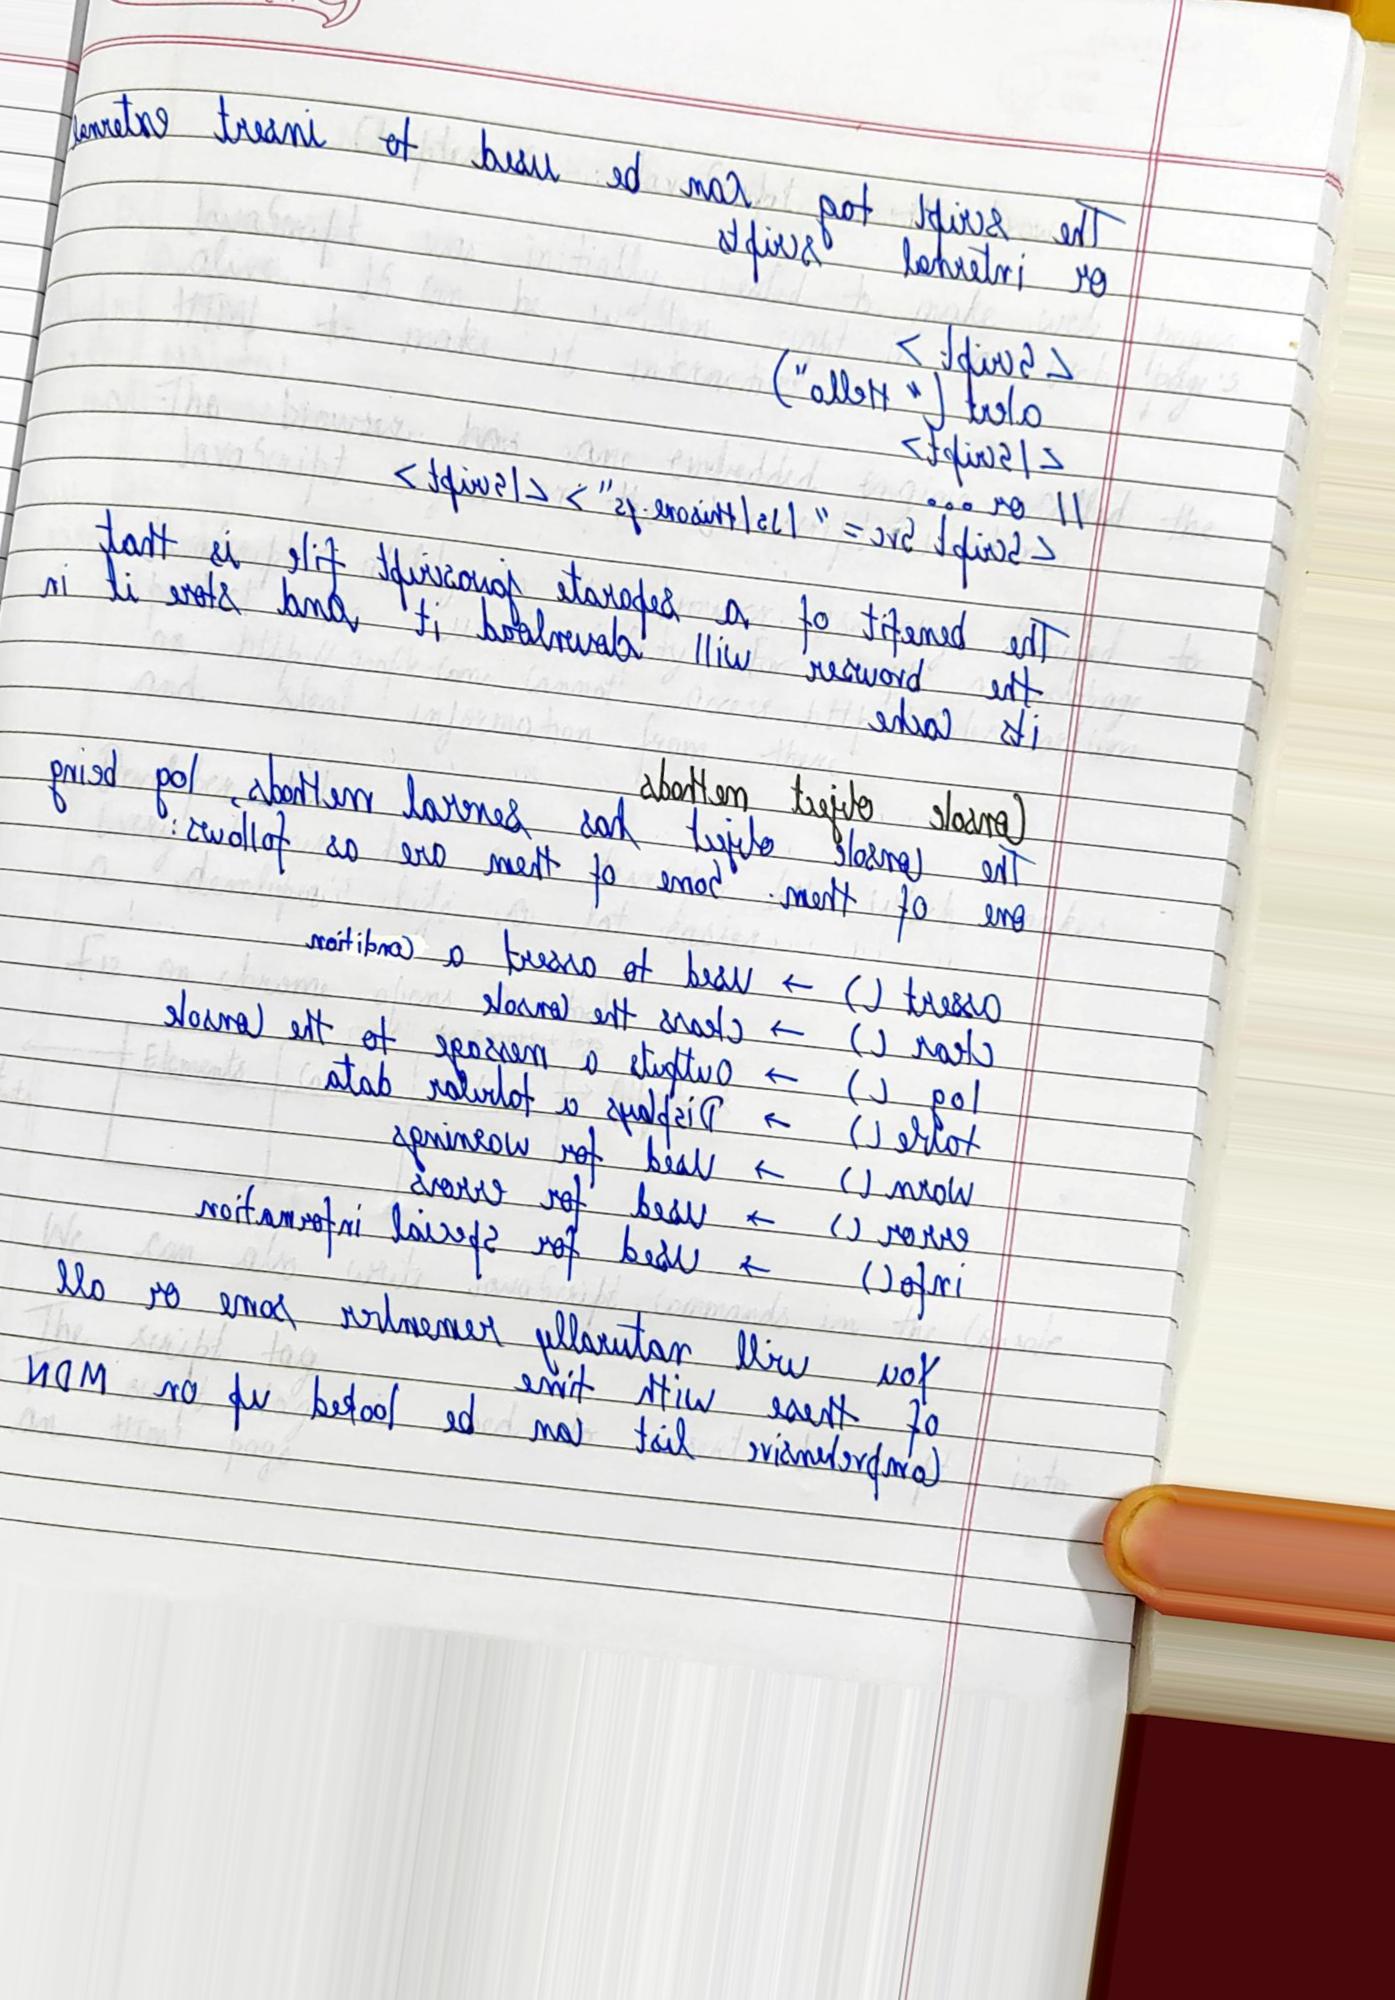 The script tag can be used to insert external
or internal scripts
<Script>
alert ("Hello")
</Script>
// or ...
<Script src = "/Js/thisone.js"> </script>
The benefit of a separate javascript file is that
the browser will download it and store it in
its cache
Console object methods
The console object has several methods, log being
one of them. Some of them are as follows:
assert () → Used to assert a condition
clear () → clears the console
log () → Outputs a message to the console
table () → Displays a tabular data
warn () → Used for warnings
error () → used for errors
info() → Used for special information
You will naturally remember some or all
of these with time
Comprehensive list can be looked up on MDN